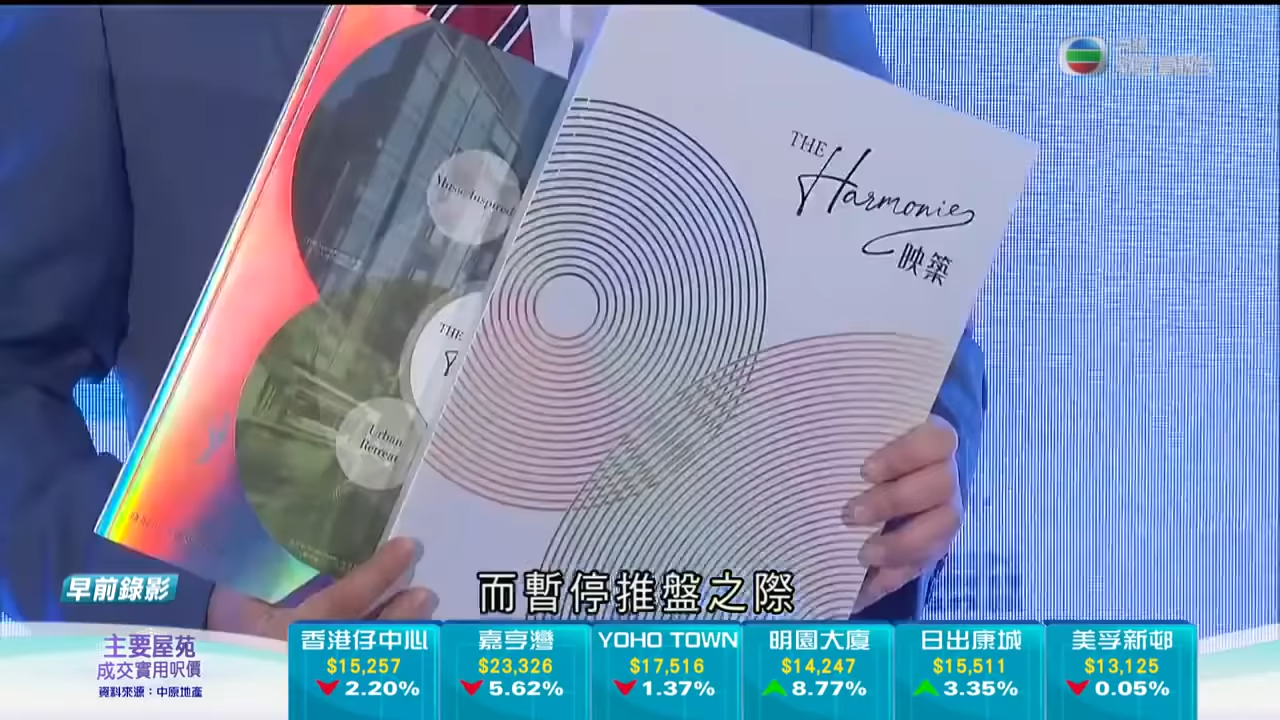 Music-Inspired
THE
Urban
Retreat
THE
Harmonie
映築
而暫停推盤之際
早前錄影
主要屋苑
成交實用呎價
資料來源：中原地產
香港仔中心
$15,257
2.20%
嘉亨灣
$23,326
5.62%
YOHO TOWN
$17,516
1.37%
明園大廈
$14,247
8.77%
日出康城
$15,511
3.35%
美孚新邨
$13,125
0.05%